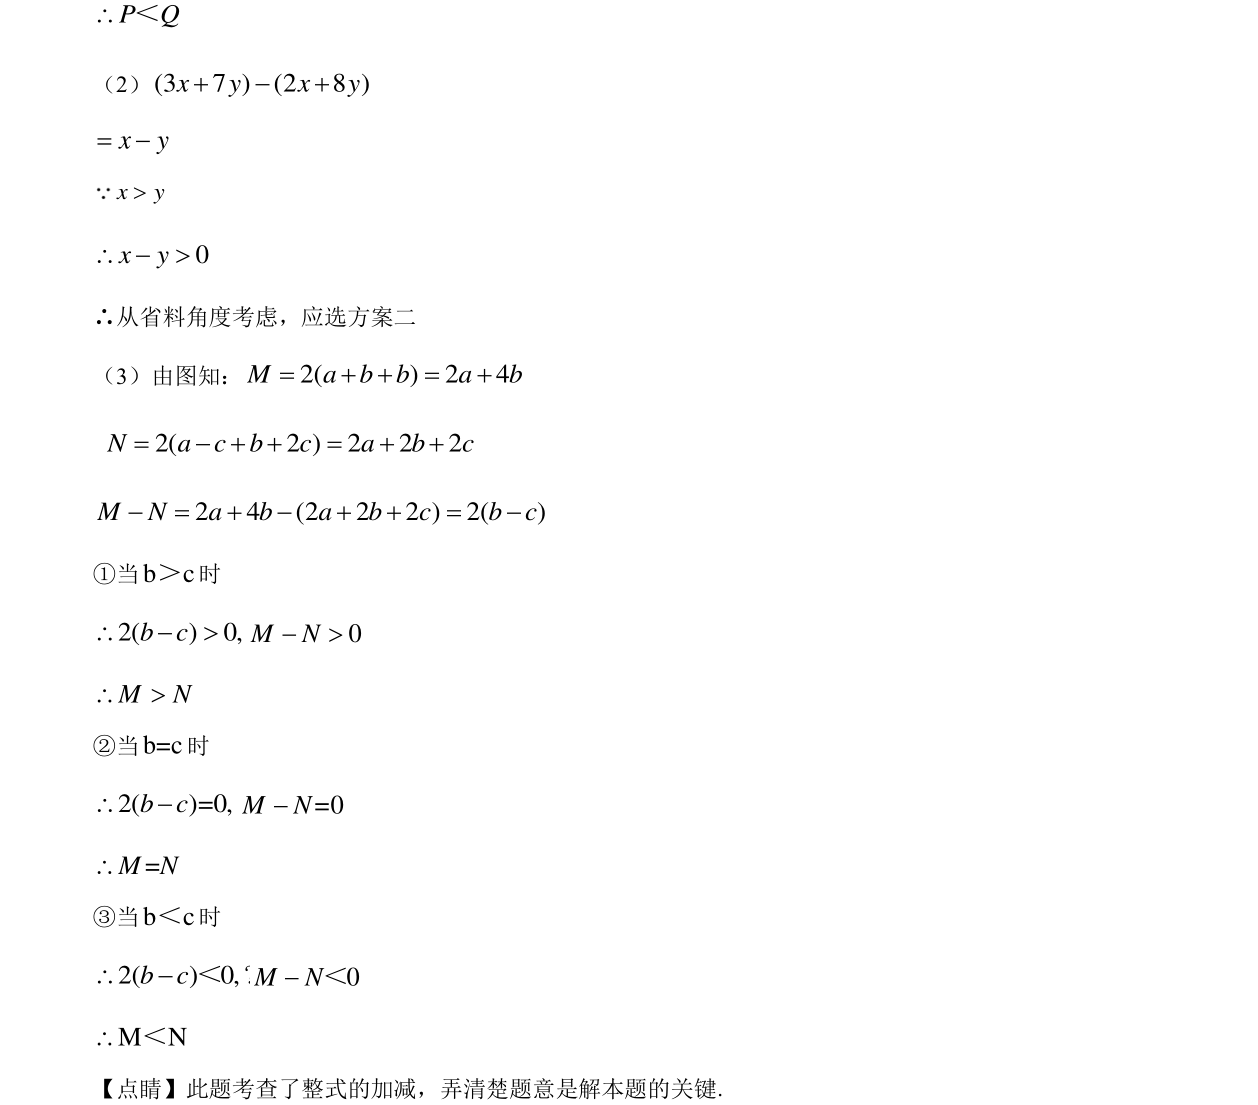 ∴P＜Q
（2）(3x+7y)−(2x+8y)
=x−y
∵x>y
∴x−y>0
∴从省料角度考虑，应选方案二
（3）由图知：M=2(a+b+b)=2a+4b
N=2(a−c+b+2c)=2a+2b+2c
M−N=2a+4b−(2a+2b+2c)=2(b−c)
①当b＞c时
∴2(b−c)>0, M−N>0
∴M>N
②当b=c时
∴2(b−c)=0, M−N=0
∴M=N
③当b＜c时
∴2(b−c)＜0, M−N＜0
∴M＜N
【点睛】此题考查了整式的加减，弄清楚题意是解本题的关键.